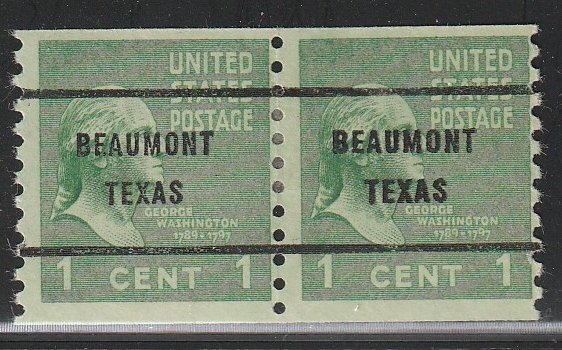 UNITED
STATES
POSTAGE
BEAUMONT
TEXAS
GEORGE
WASHINGTON
1789-1797
1 CENT 1
UNITED
STATES
POSTAGE
BEAUMONT
TEXAS
GEORGE
WASHINGTON
1789-1797
1 CENT 1